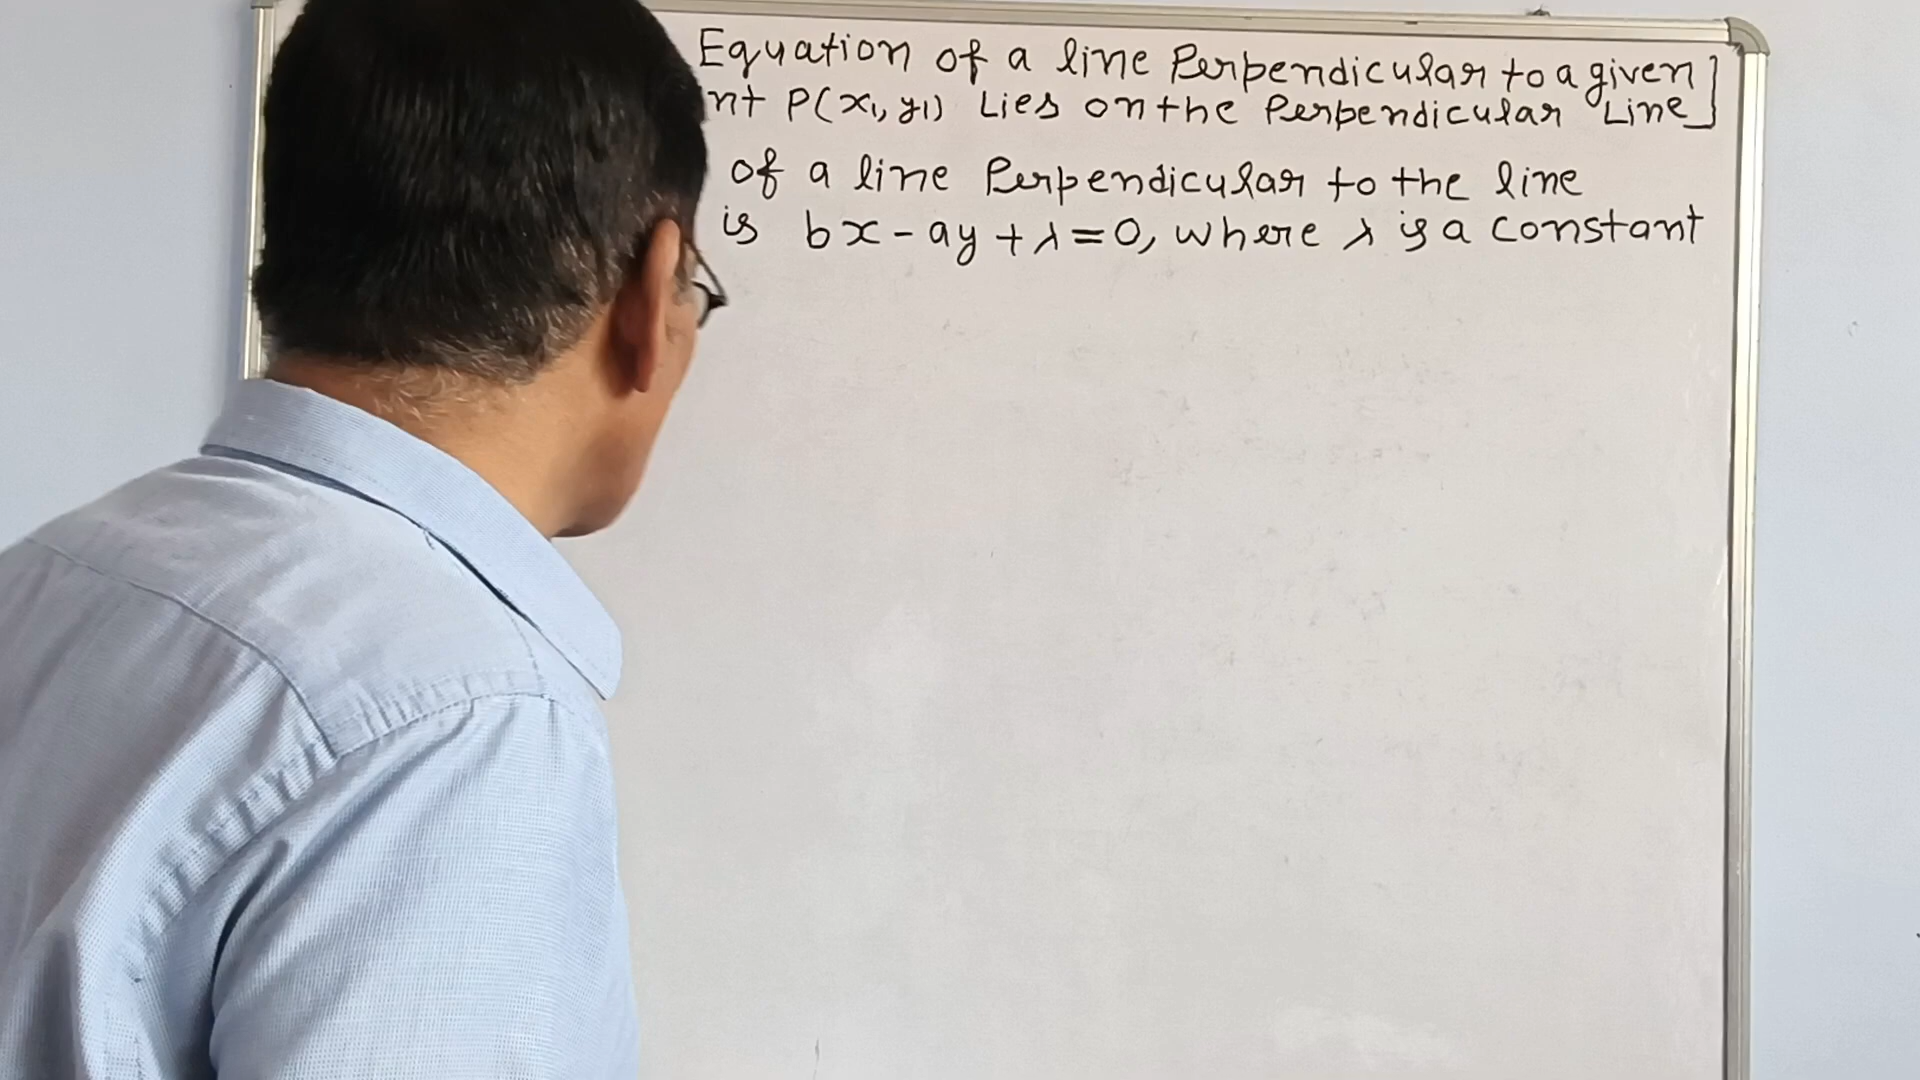 Equation of a line Perpendicular to a given]
nt P(x₁, y₁) Lies on the Perpendicular Line]
of a line Perpendicular to the line
is bx - ay + λ = 0, where λ is a constant